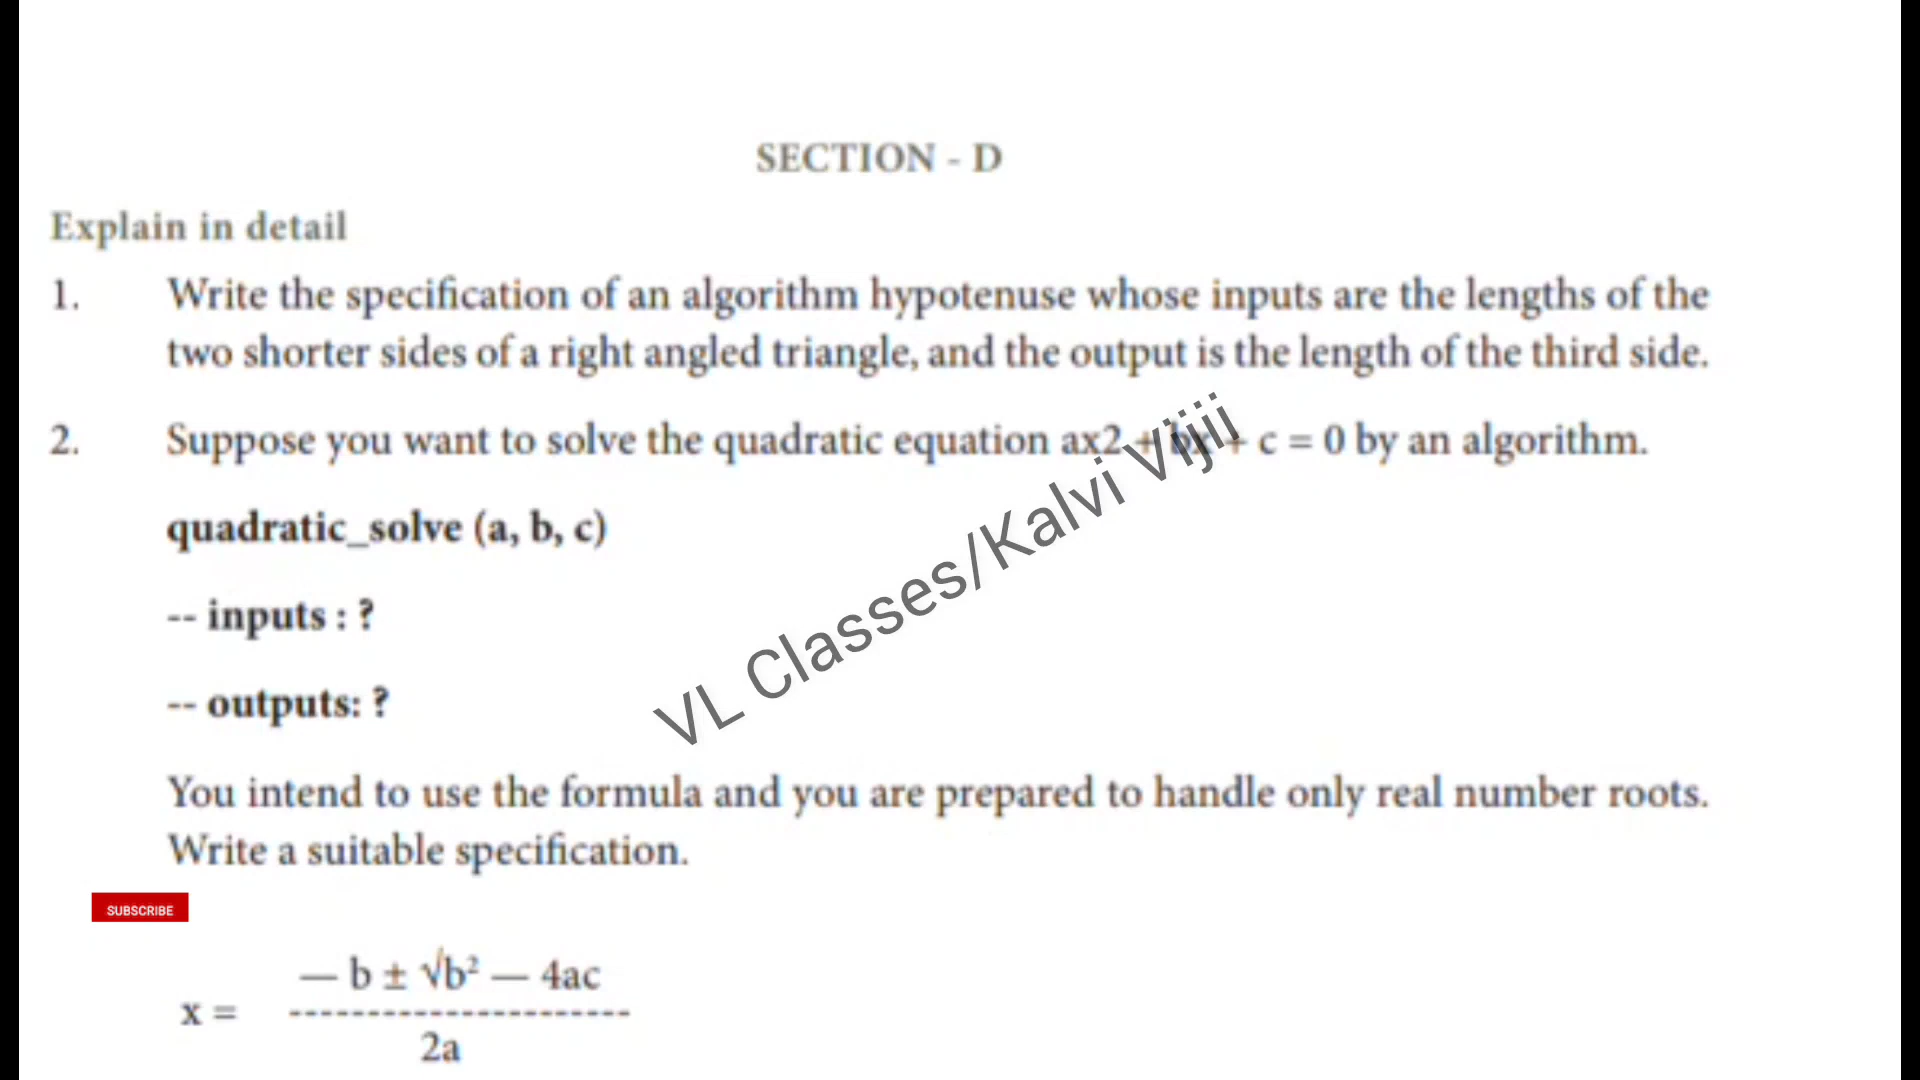 SECTION - D
Explain in detail
1. Write the specification of an algorithm hypotenuse whose inputs are the lengths of the
two shorter sides of a right angled triangle, and the output is the length of the third side.
2. Suppose you want to solve the quadratic equation ax2 + bx + c = 0 by an algorithm.
quadratic_solve (a, b, c)
-- inputs : ?
-- outputs: ?
VL Classes/Kalvi Vijii
You intend to use the formula and you are prepared to handle only real number roots.
Write a suitable specification.
SUBSCRIBE
— b ± √b² — 4ac
x = ----------------------
2a